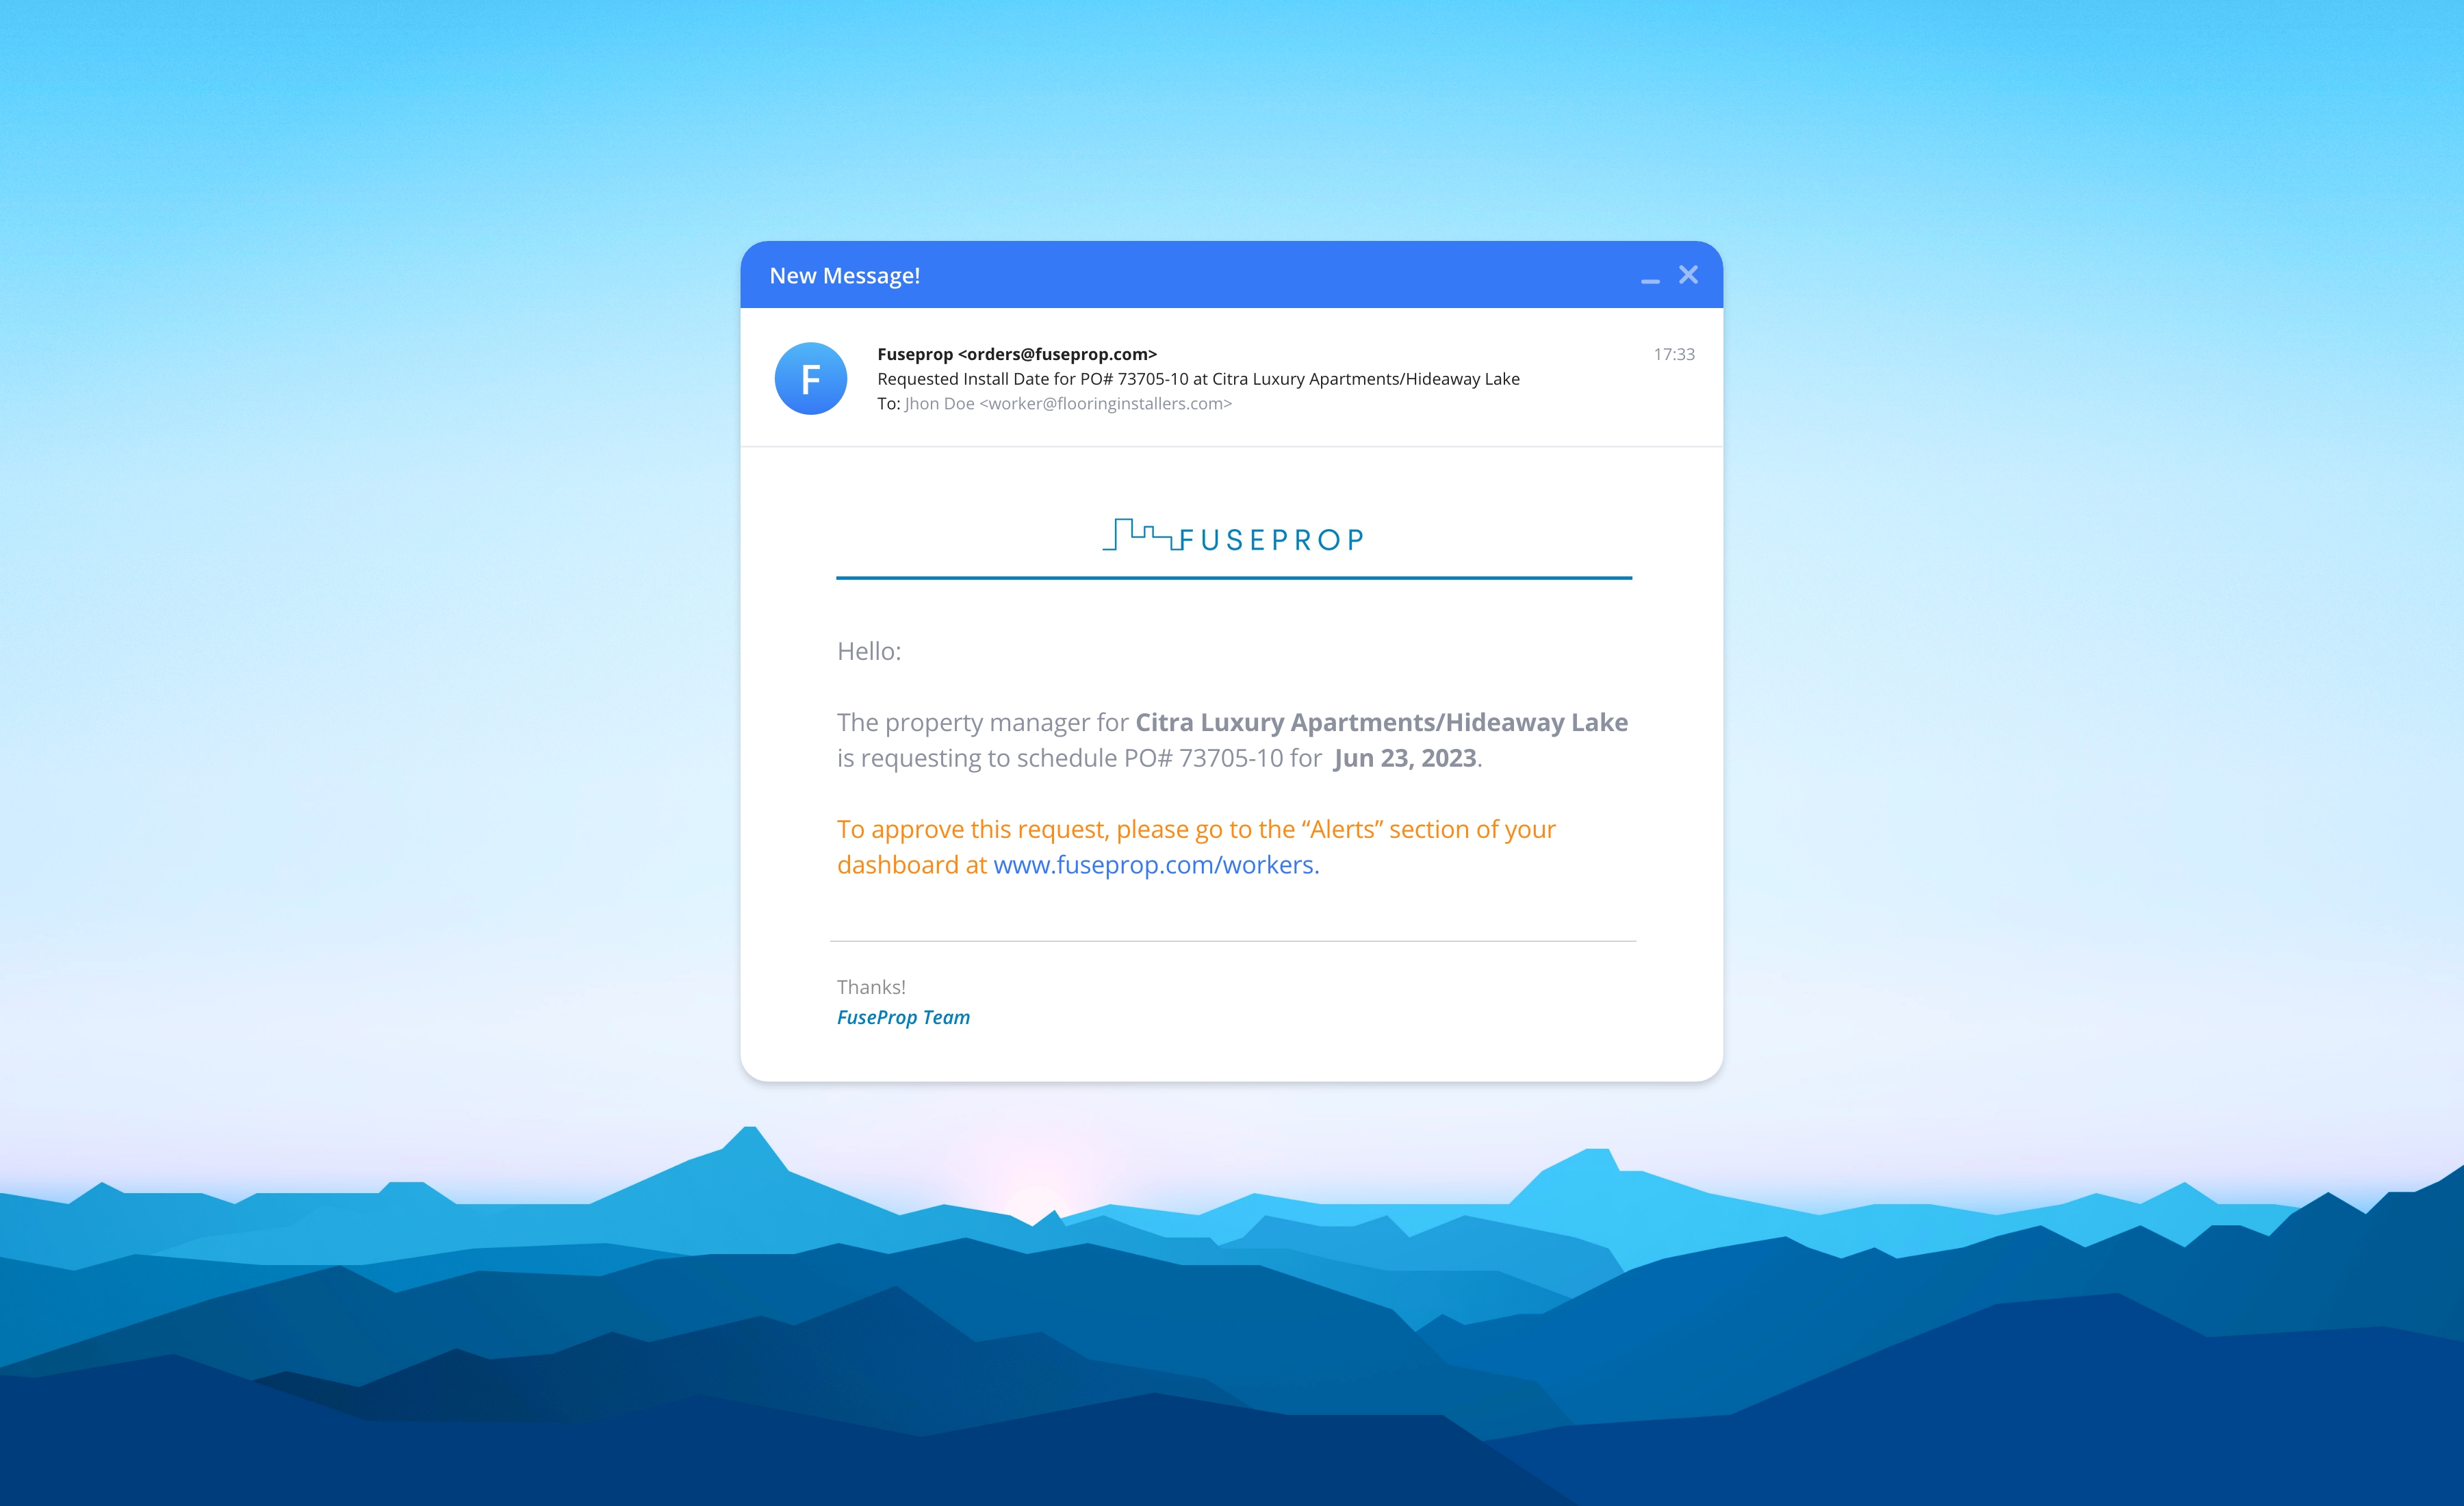 New Message!
F
Fuseprop <orders@fuseprop.com>
17:33
Requested Install Date for PO# 73705-10 at Citra Luxury Apartments/Hideaway Lake
To: Jhon Doe <worker@flooringinstallers.com>
FUSEPROP
Hello:
The property manager for Citra Luxury Apartments/Hideaway Lake
is requesting to schedule PO# 73705-10 for Jun 23, 2023.
To approve this request, please go to the “Alerts” section of your
dashboard at www.fuseprop.com/workers.
Thanks!
FuseProp Team